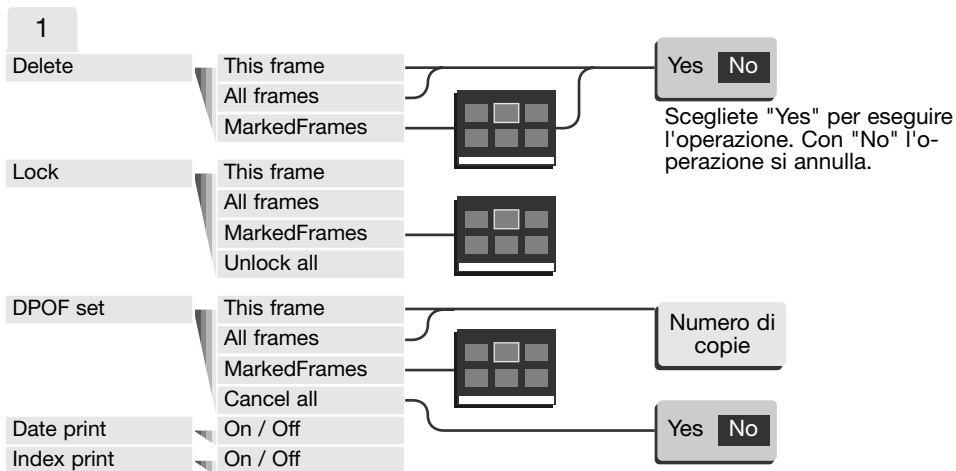 1
Delete
This frame
All frames
MarkedFrames
Yes No
Scegliete "Yes" per eseguire
l'operazione. Con "No" l'o-
perazione si annulla.
Lock
This frame
All frames
MarkedFrames
Unlock all
DPOF set
This frame
All frames
MarkedFrames
Cancel all
Numero di
copie
Yes No
Date print
On / Off
Index print
On / Off